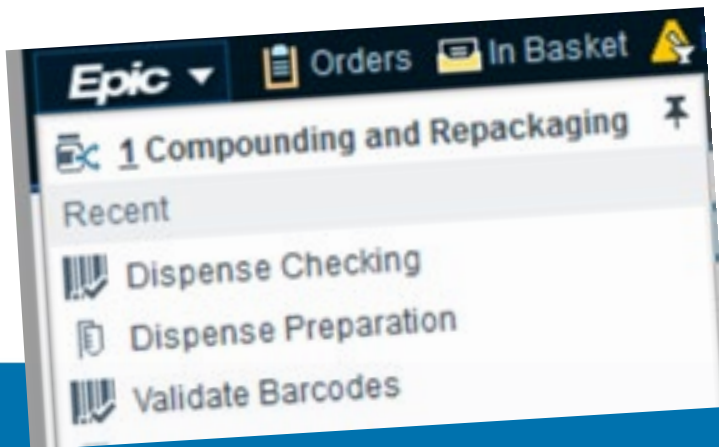 Epic Orders In Basket
1 Compounding and Repackaging
Recent
Dispense Checking
Dispense Preparation
Validate Barcodes